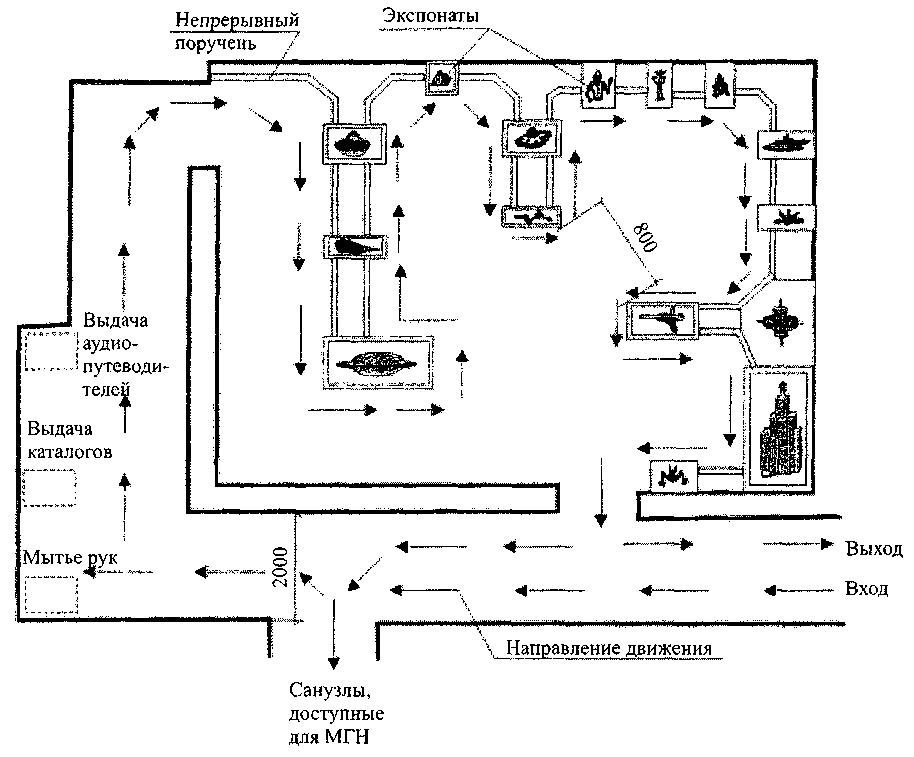 Непрерывный
поручень
Экспонаты
800
Выдача
аудио-
путеводи-
телей
Выдача
каталогов
Мытье рук
2000
Выход
Вход
Направление движения
Санузлы,
доступные
для МГН